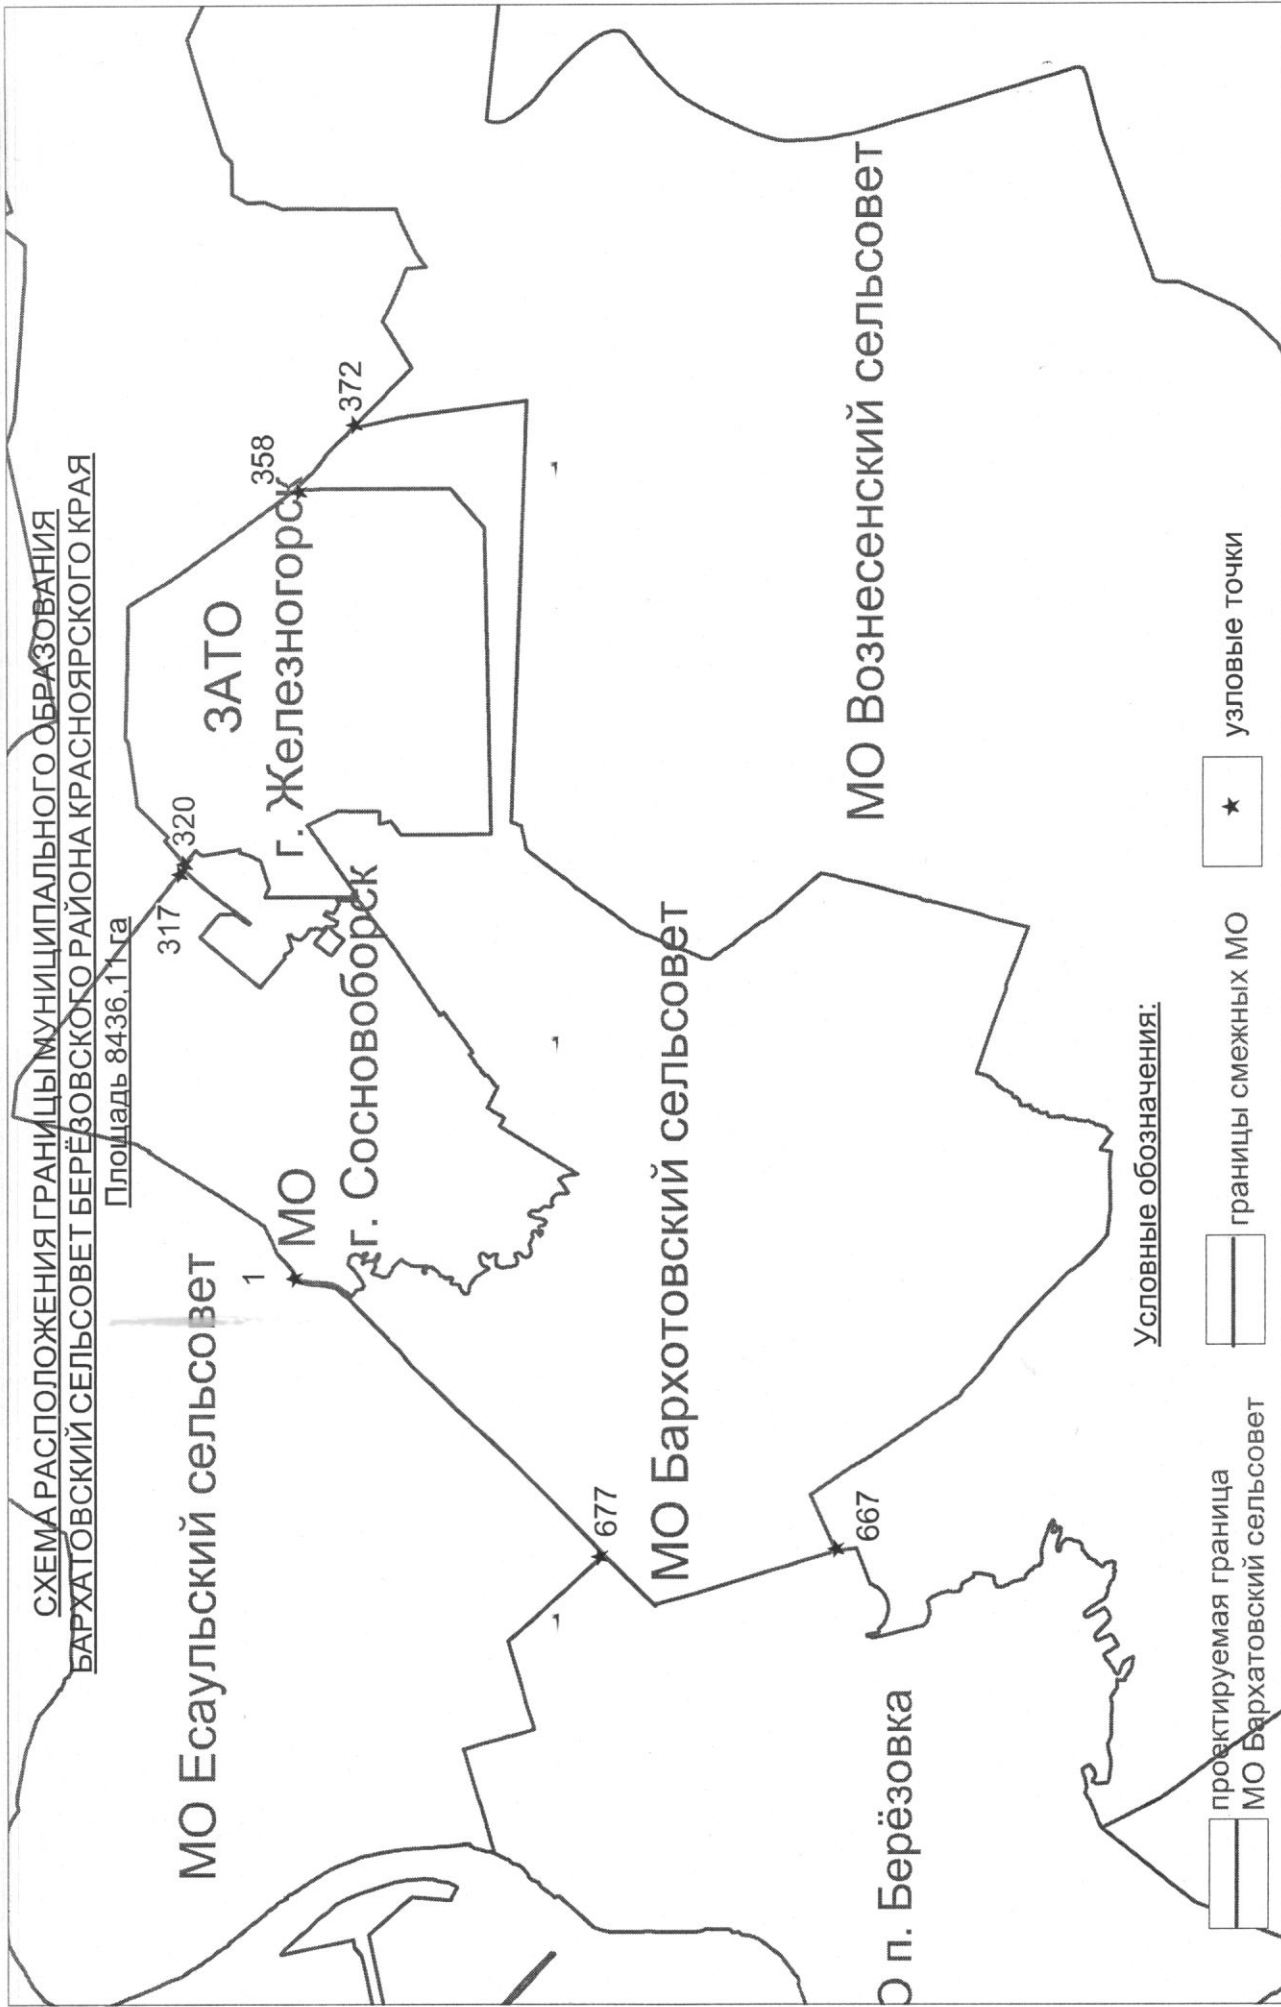 СХЕМА РАСПОЛОЖЕНИЯ ГРАНИЦЫ МУНИЦИПАЛЬНОГО ОБРАЗОВАНИЯ
БАРХАТОВСКИЙ СЕЛЬСОВЕТ БЕРЁЗОВСКОГО РАЙОНА КРАСНОЯРСКОГО КРАЯ
Площадь 8436,11 га
МО Есаульский сельсовет
1
317
320
ЗАТО
г. Железногорск
358
372
МО
г. Сосновоборск
677
МО Бархотовский сельсовет
667
МО Вознесенский сельсовет
О п. Берёзовка
Условные обозначения:
проектируемая граница
МО Бархатовский сельсовет
границы смежных МО
узловые точки